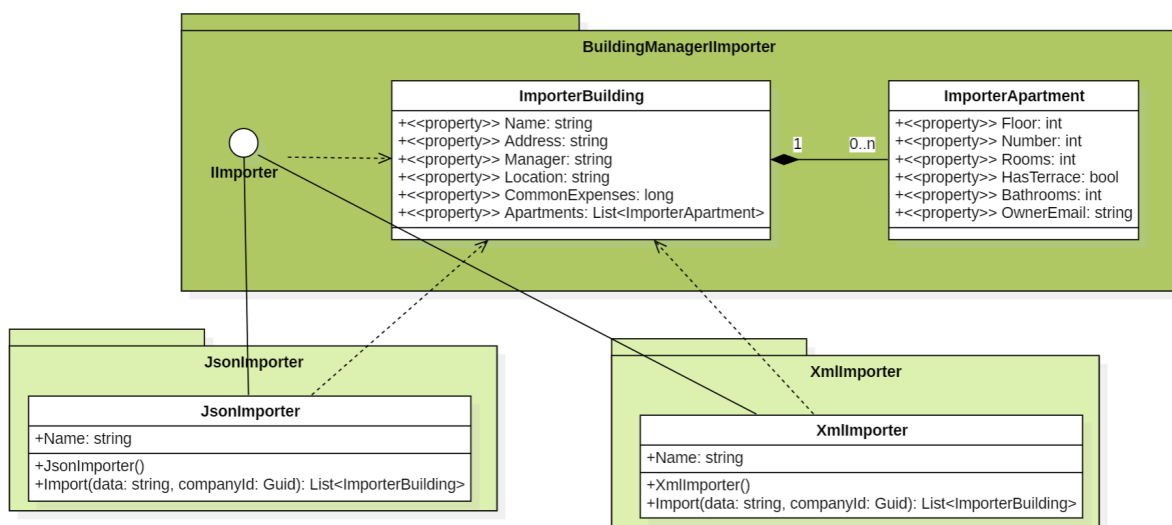 BuildingManagerIImporter
IImporter
ImporterBuilding
+<<property>> Name: string
+<<property>> Address: string
+<<property>> Manager: string
+<<property>> Location: string
+<<property>> CommonExpenses: long
+<<property>> Apartments: List<ImporterApartment>
1
0..n
ImporterApartment
+<<property>> Floor: int
+<<property>> Number: int
+<<property>> Rooms: int
+<<property>> HasTerrace: bool
+<<property>> Bathrooms: int
+<<property>> OwnerEmail: string
JsonImporter
JsonImporter
+Name: string
+JsonImporter()
+Import(data: string, companyId: Guid): List<ImporterBuilding>
XmlImporter
XmlImporter
+Name: string
+XmlImporter()
+Import(data: string, companyId: Guid): List<ImporterBuilding>